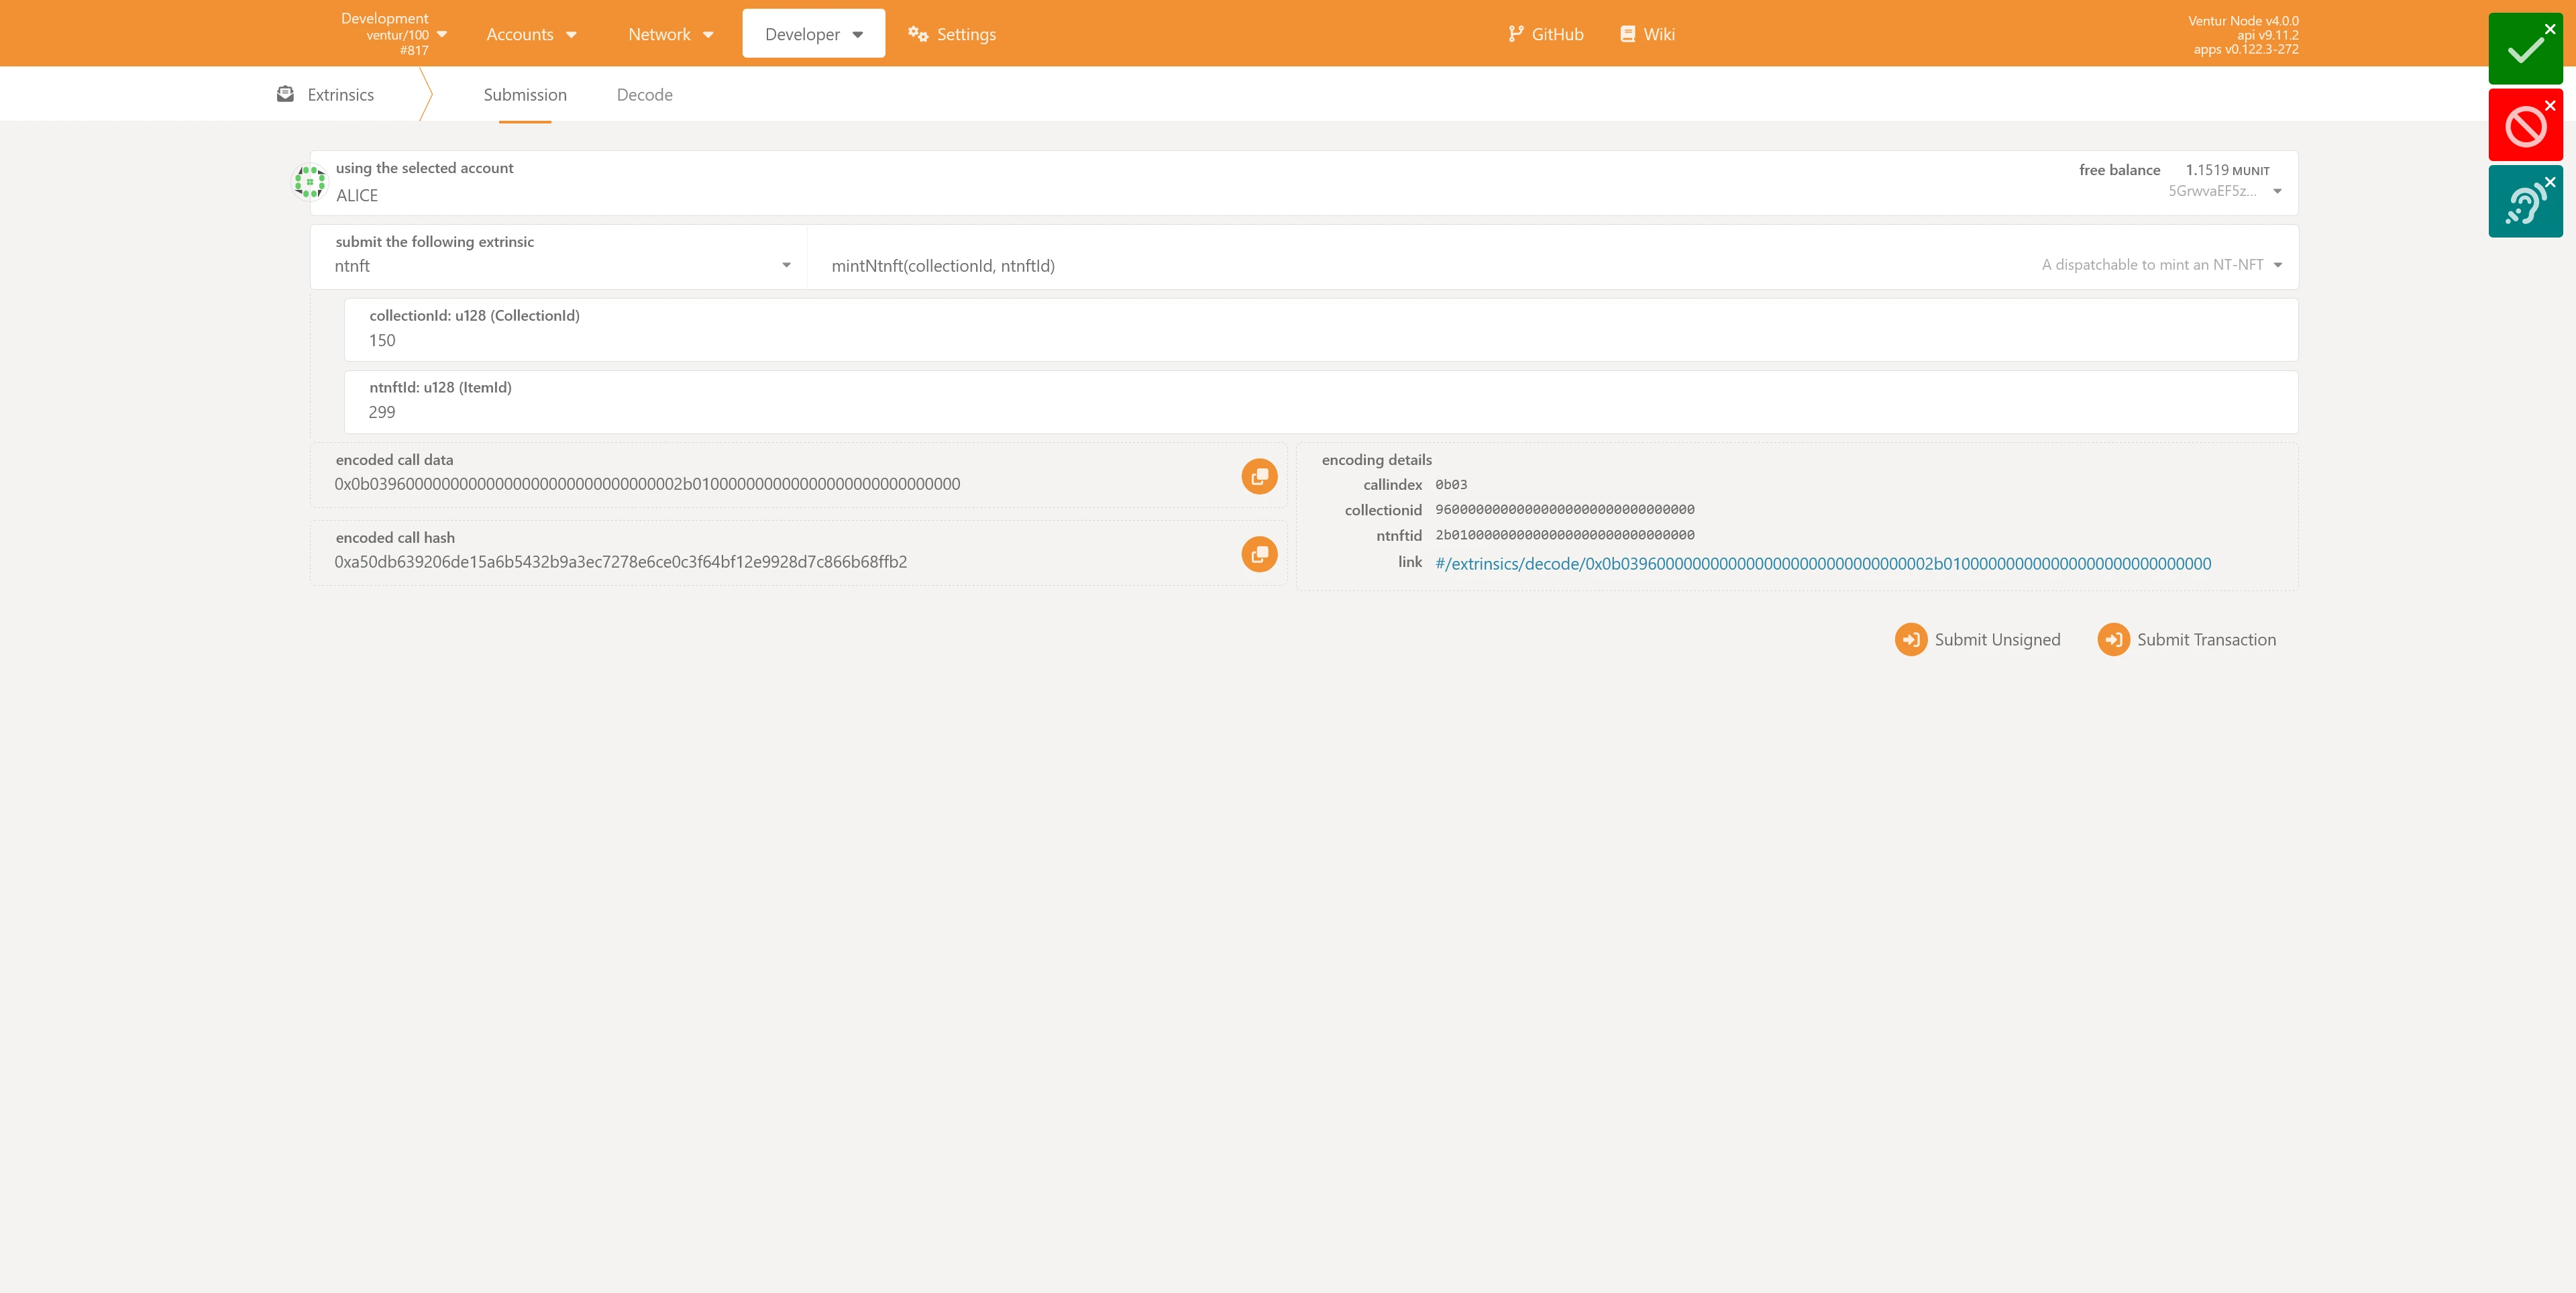 Development
ventur/100
#817
Accounts
Network
Developer
Settings
GitHub
Wiki
Ventur Node v4.0.0
api v9.11.2
apps v0.122.3-272
Extrinsics
Submission
Decode
using the selected account
ALICE
free balance 1.1519 MUNIT
5GrwvaEF5z...
submit the following extrinsic
ntnft
mintNtnft(collectionId, ntnftId)
A dispatchable to mint an NT-NFT
collectionId: u128 (CollectionId)
150
ntnftId: u128 (ItemId)
299
encoded call data
0x0b03960000000000000000000000000000002b010000000000000000000000000000
encoded call hash
0xa50db639206de15a6b5432b9a3ec7278e6ce0c3f64bf12e9928d7c866b68ffb2
encoding details
callindex 0b03
collectionid 96000000000000000000000000000000
ntnftid 2b010000000000000000000000000000
link #/extrinsics/decode/0x0b03960000000000000000000000000000002b010000000000000000000000000000
Submit Unsigned
Submit Transaction